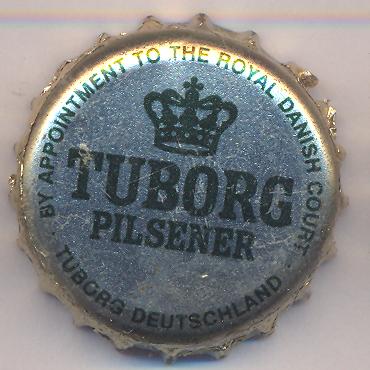 · BY APPOINTMENT TO THE ROYAL DANISH COURT ·
TUBORG
PILSENER
TUBORG DEUTSCHLAND